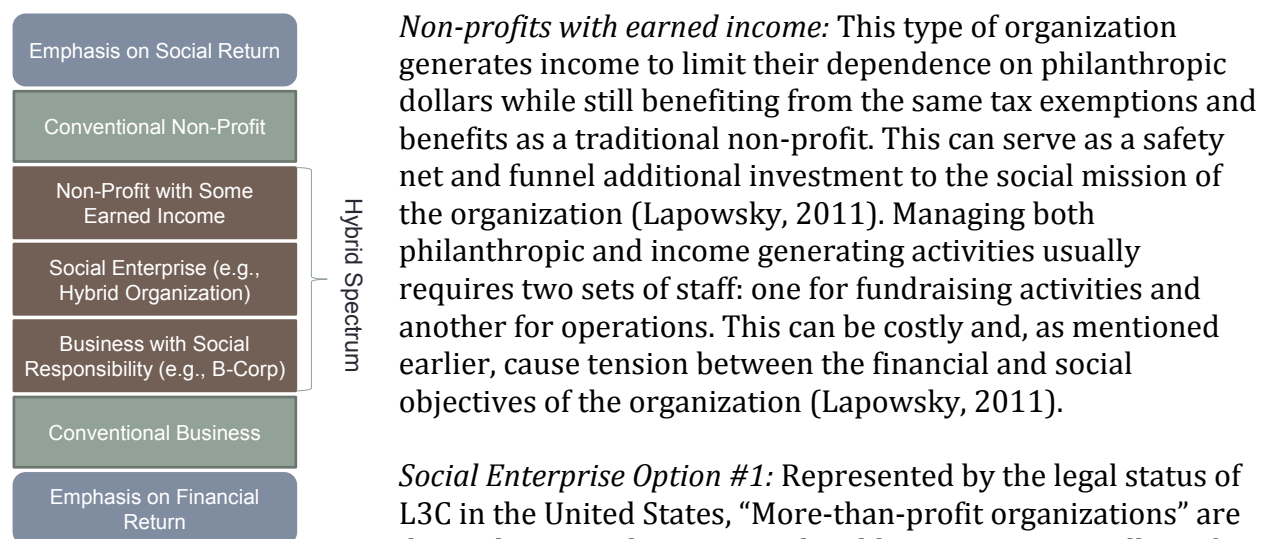 Emphasis on Social Return
Conventional Non-Profit
Non-Profit with Some
Earned Income
Social Enterprise (e.g.,
Hybrid Organization)
Business with Social
Responsibility (e.g., B-Corp)
Conventional Business
Emphasis on Financial
Return
Hybrid Spectrum
Non-profits with earned income: This type of organization
generates income to limit their dependence on philanthropic
dollars while still benefiting from the same tax exemptions and
benefits as a traditional non-profit. This can serve as a safety
net and funnel additional investment to the social mission of
the organization (Lapowsky, 2011). Managing both
philanthropic and income generating activities usually
requires two sets of staff: one for fundraising activities and
another for operations. This can be costly and, as mentioned
earlier, cause tension between the financial and social
objectives of the organization (Lapowsky, 2011).
Social Enterprise Option #1: Represented by the legal status of
L3C in the United States, “More-than-profit organizations” are